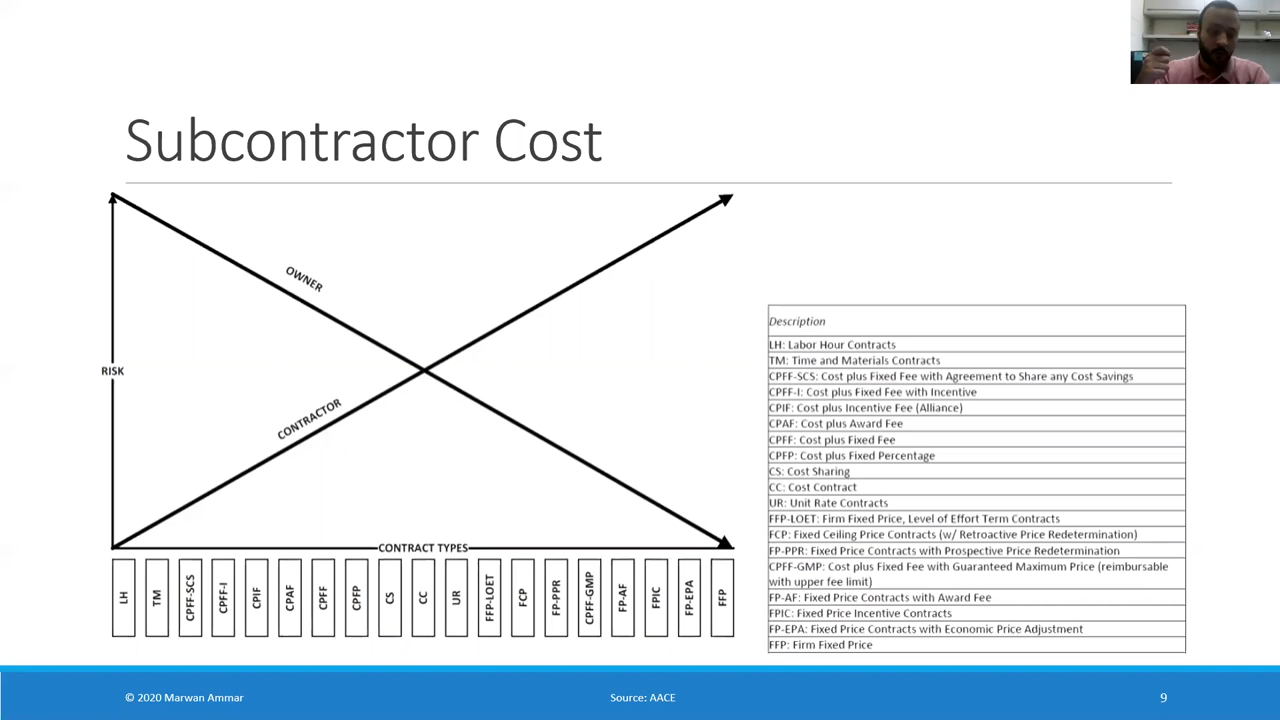 Subcontractor Cost
OWNER
RISK
CONTRACTOR
CONTRACT TYPES
LH
TM
CPFF-SCS
CPFF-I
CPIF
CPAF
CPFF
CPFP
CS
CC
UR
FFP-LOET
FCP
FP-PPR
CPFF-GMP
FP-AF
FPIC
FP-EPA
FFP
Description
LH: Labor Hour Contracts
TM: Time and Materials Contracts
CPFF-SCS: Cost plus Fixed Fee with Agreement to Share any Cost Savings
CPFF-I: Cost plus Fixed Fee with Incentive
CPIF: Cost plus Incentive Fee (Alliance)
CPAF: Cost plus Award Fee
CPFF: Cost plus Fixed Fee
CPFP: Cost plus Fixed Percentage
CS: Cost Sharing
CC: Cost Contract
UR: Unit Rate Contracts
FFP-LOET: Firm Fixed Price, Level of Effort Term Contracts
FCP: Fixed Ceiling Price Contracts (w/ Retroactive Price Redetermination)
FP-PPR: Fixed Price Contracts with Prospective Price Redetermination
CPFF-GMP: Cost plus Fixed Fee with Guaranteed Maximum Price (reimbursable
with upper fee limit)
FP-AF: Fixed Price Contracts with Award Fee
FPIC: Fixed Price Incentive Contracts
FP-EPA: Fixed Price Contracts with Economic Price Adjustment
FFP: Firm Fixed Price
© 2020 Marwan Ammar
Source: AACE
9